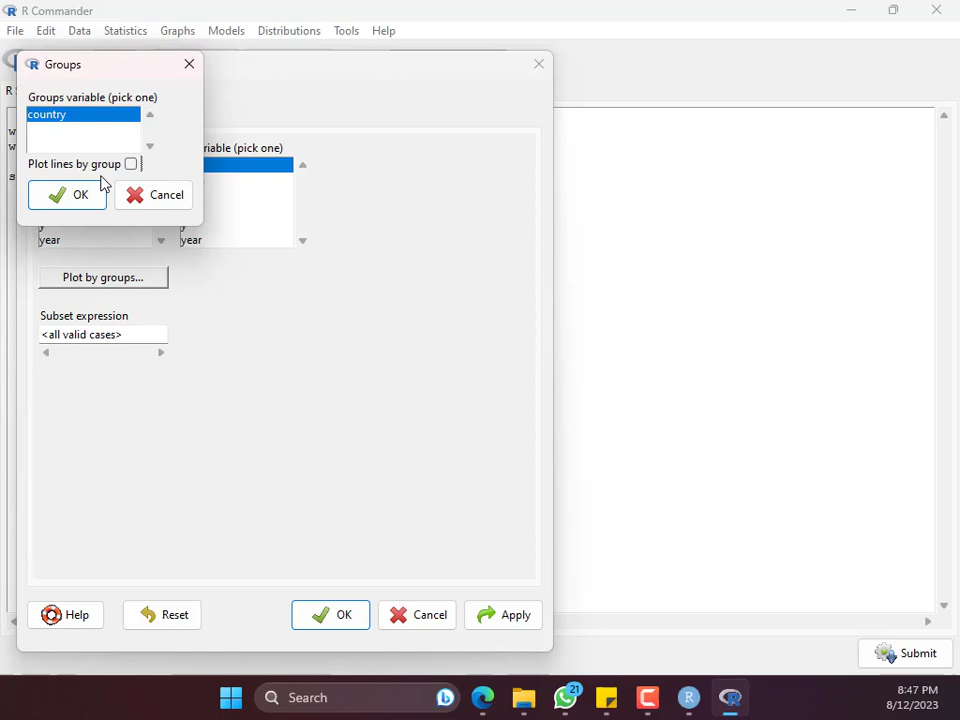 R Commander
File Edit Data Statistics Graphs Models Distributions Tools Help
Groups
Groups variable (pick one)
country
Plot lines by group
OK Cancel
riable (pick one)
y
year
year
Plot by groups...
Subset expression
<all valid cases>
Help Reset OK Cancel Apply
Submit
Search
21
8:47 PM
8/12/2023